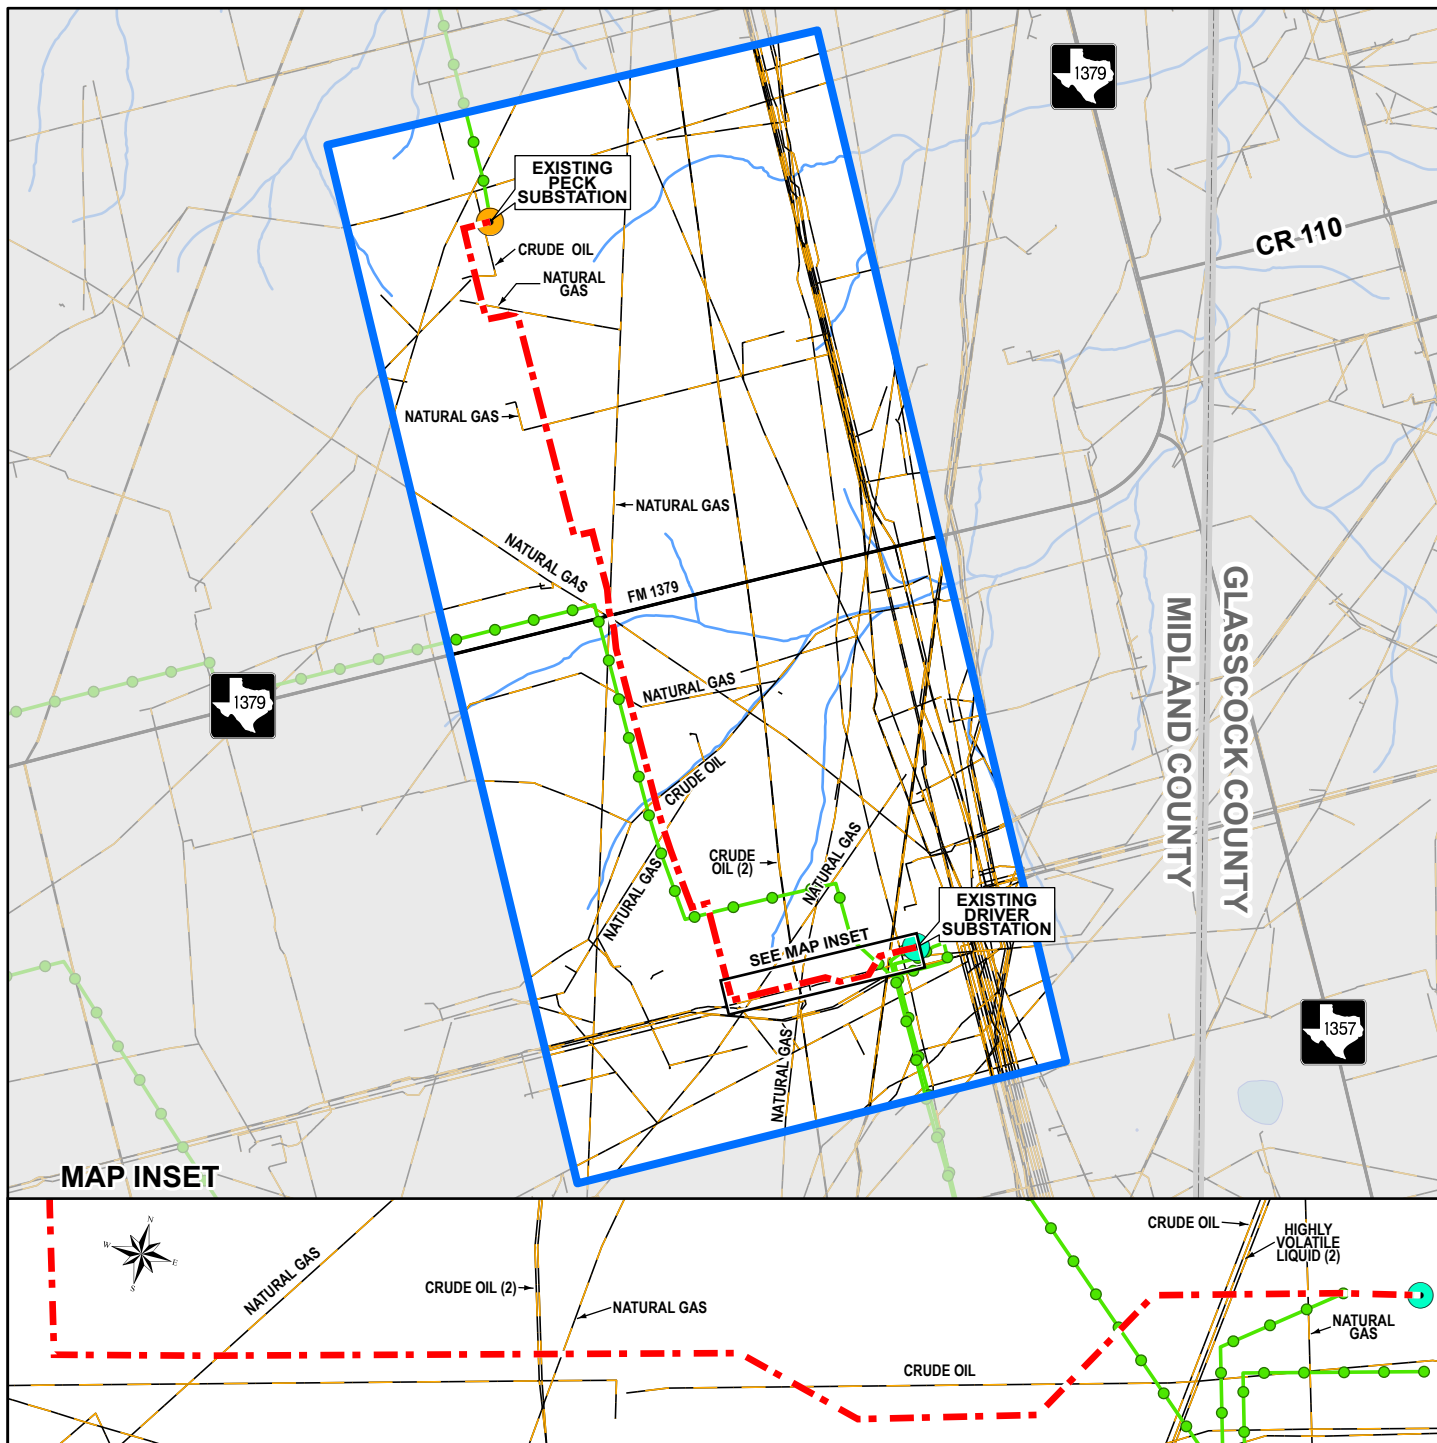 1379
EXISTING
PECK
SUBSTATION
CR 110
CRUDE OIL
NATURAL
GAS
NATURAL GAS
NATURAL GAS
NATURAL GAS
FM 1379
GLASSCOCK COUNTY
MIDLAND COUNTY
NATURAL GAS
1379
CRUDE OIL
CRUDE
OIL (2)
NATURAL GAS
NATURAL GAS
EXISTING
DRIVER
SUBSTATION
SEE MAP INSET
1357
NATURAL GAS
MAP INSET
N
W
E
S
NATURAL GAS
CRUDE OIL (2)
NATURAL GAS
CRUDE OIL
HIGHLY
VOLATILE
LIQUID (2)
NATURAL
GAS
CRUDE OIL